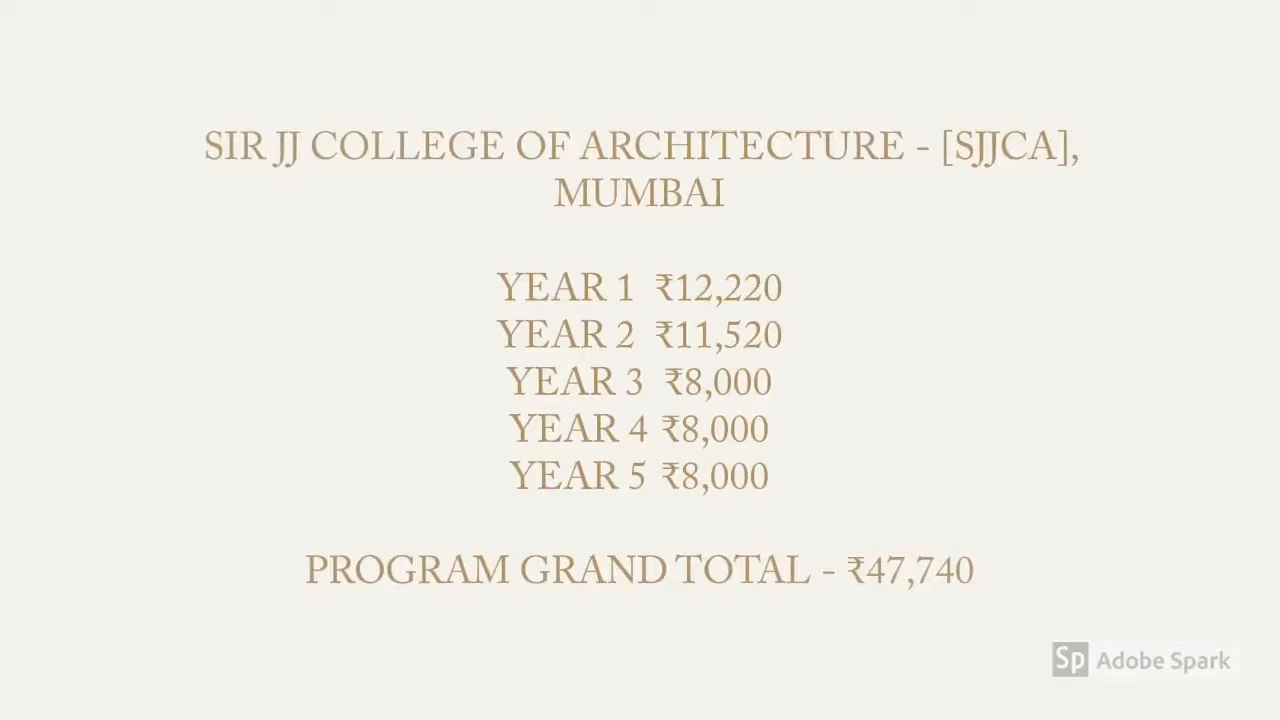 SIR JJ COLLEGE OF ARCHITECTURE - [SJJCA],
MUMBAI
YEAR 1 ₹12,220
YEAR 2 ₹11,520
YEAR 3 ₹8,000
YEAR 4 ₹8,000
YEAR 5 ₹8,000
PROGRAM GRAND TOTAL - ₹47,740
Sp Adobe Spark